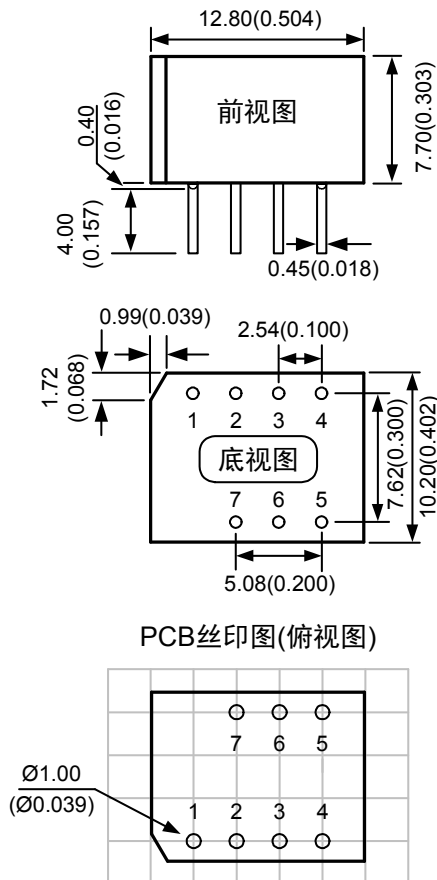 12.80(0.504)
前视图
7.70(0.303)
0.40
(0.016)
4.00
(0.157)
0.45(0.018)
0.99(0.039)
2.54(0.100)
1.72
(0.068)
1 2 3 4
底视图
7 6 5
7.62(0.300)
10.20(0.402)
5.08(0.200)
PCB丝印图(俯视图)
7 6 5
Ø1.00
(Ø0.039)
1 2 3 4